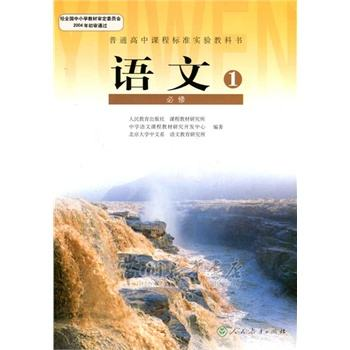 经全国中小学教材审定委员会
2004年初审通过
普通高中课程标准实验教科书
语文 1
必修
人民教育出版社 课程教材研究所
中学语文课程教材研究开发中心 编著
北京大学中文系 语文教育研究所
人民教育出版社